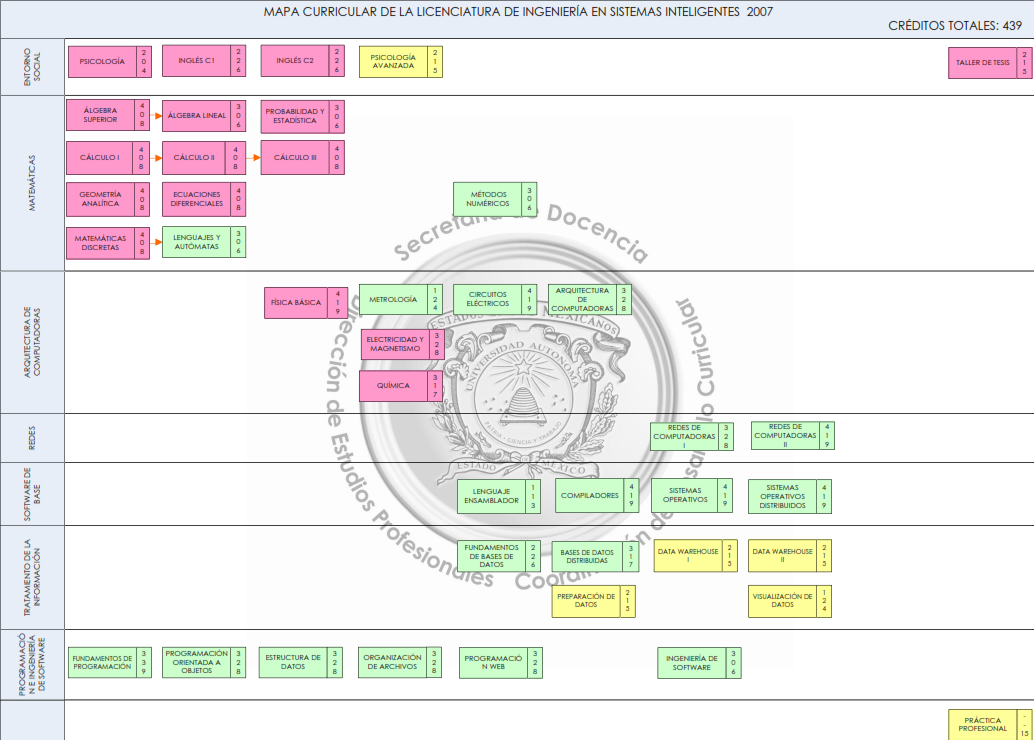 MAPA CURRICULAR DE LA LICENCIATURA DE INGENIERÍA EN SISTEMAS INTELIGENTES 2007
CRÉDITOS TOTALES: 439
ENTORNO
SOCIAL
PSICOLOGÍA
2
0
4
INGLÉS C1
2
2
6
INGLÉS C2
2
2
6
PSICOLOGÍA
AVANZADA
2
1
5
TALLER DE TESIS
2
1
5
MATEMÁTICAS
ÁLGEBRA
SUPERIOR
4
0
8
ÁLGEBRA LINEAL
3
0
6
PROBABILIDAD Y
ESTADÍSTICA
3
0
6
CÁLCULO I
4
0
8
CÁLCULO II
4
0
8
CÁLCULO III
4
0
8
GEOMETRÍA
ANALÍTICA
4
0
8
ECUACIONES
DIFERENCIALES
4
0
8
MÉTODOS
NUMÉRICOS
3
0
6
MATEMÁTICAS
DISCRETAS
4
0
8
LENGUAJES Y
AUTÓMATAS
3
0
6
ARQUITECTURA DE
COMPUTADORAS
FÍSICA BÁSICA
4
1
9
METROLOGÍA
1
2
4
CIRCUITOS
ELÉCTRICOS
4
1
9
ARQUITECTURA
DE
COMPUTADORAS
3
2
8
ELECTRICIDAD Y
MAGNETISMO
3
2
8
QUÍMICA
3
1
7
REDES
REDES DE
COMPUTADORAS
I
3
2
8
REDES DE
COMPUTADORAS
II
4
1
9
SOFTWARE DE
BASE
LENGUAJE
ENSAMBLADOR
1
1
3
COMPILADORES
4
1
9
SISTEMAS
OPERATIVOS
4
1
9
SISTEMAS
OPERATIVOS
DISTRIBUIDOS
4
1
9
TRATAMIENTO DE LA
INFORMACIÓN
FUNDAMENTOS
DE BASES DE
DATOS
2
2
6
BASES DE DATOS
DISTRIBUIDAS
3
1
7
DATA WAREHOUSE
I
2
1
5
DATA WAREHOUSE
II
2
1
5
PREPARACIÓN DE
DATOS
2
1
5
VISUALIZACIÓN DE
DATOS
1
2
4
PROGRAMACIÓ
N E INGENIERÍA
DE SOFTWARE
FUNDAMENTOS DE
PROGRAMACIÓN
3
3
9
PROGRAMACIÓN
ORIENTADA A
OBJETOS
3
2
8
ESTRUCTURA DE
DATOS
3
2
8
ORGANIZACIÓN
DE ARCHIVOS
3
2
8
PROGRAMACIÓ
N WEB
3
2
8
INGENIERÍA DE
SOFTWARE
3
0
6
PRÁCTICA
PROFESIONAL
-
-
15
Secretaría de Docencia
Dirección de Estudios Profesionales
UNIVERSIDAD AUTÓNOMA
PATRIA - CIENCIA Y TRABAJO
ESTADO DE MÉXICO